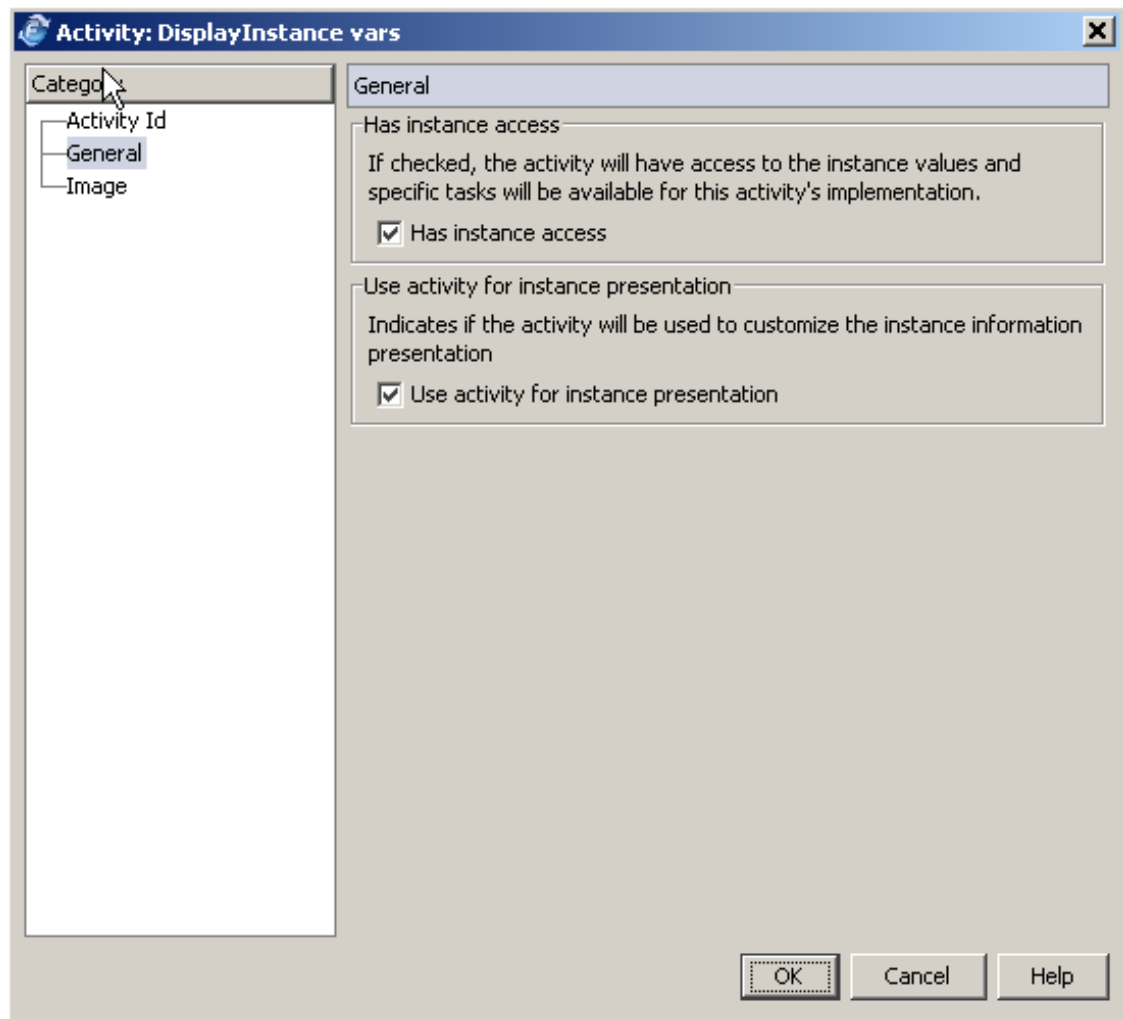 Activity: DisplayInstance vars
Category
Activity Id
General
Image
General
Has instance access
If checked, the activity will have access to the instance values and
specific tasks will be available for this activity's implementation.
Has instance access
Use activity for instance presentation
Indicates if the activity will be used to customize the instance information
presentation
Use activity for instance presentation
OK
Cancel
Help